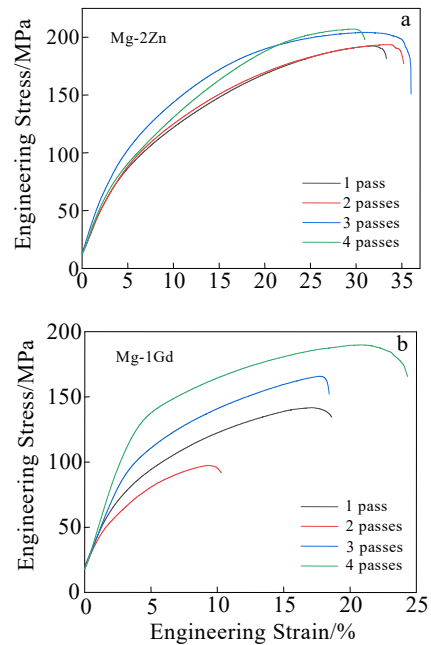 a
Mg-2Zn
Engineering Stress/MPa
200
150
100
50
0
1 pass
2 passes
3 passes
4 passes
0 5 10 15 20 25 30 35
b
Mg-1Gd
Engineering Stress/MPa
200
150
100
50
0
1 pass
2 passes
3 passes
4 passes
0 5 10 15 20 25
Engineering Strain/%